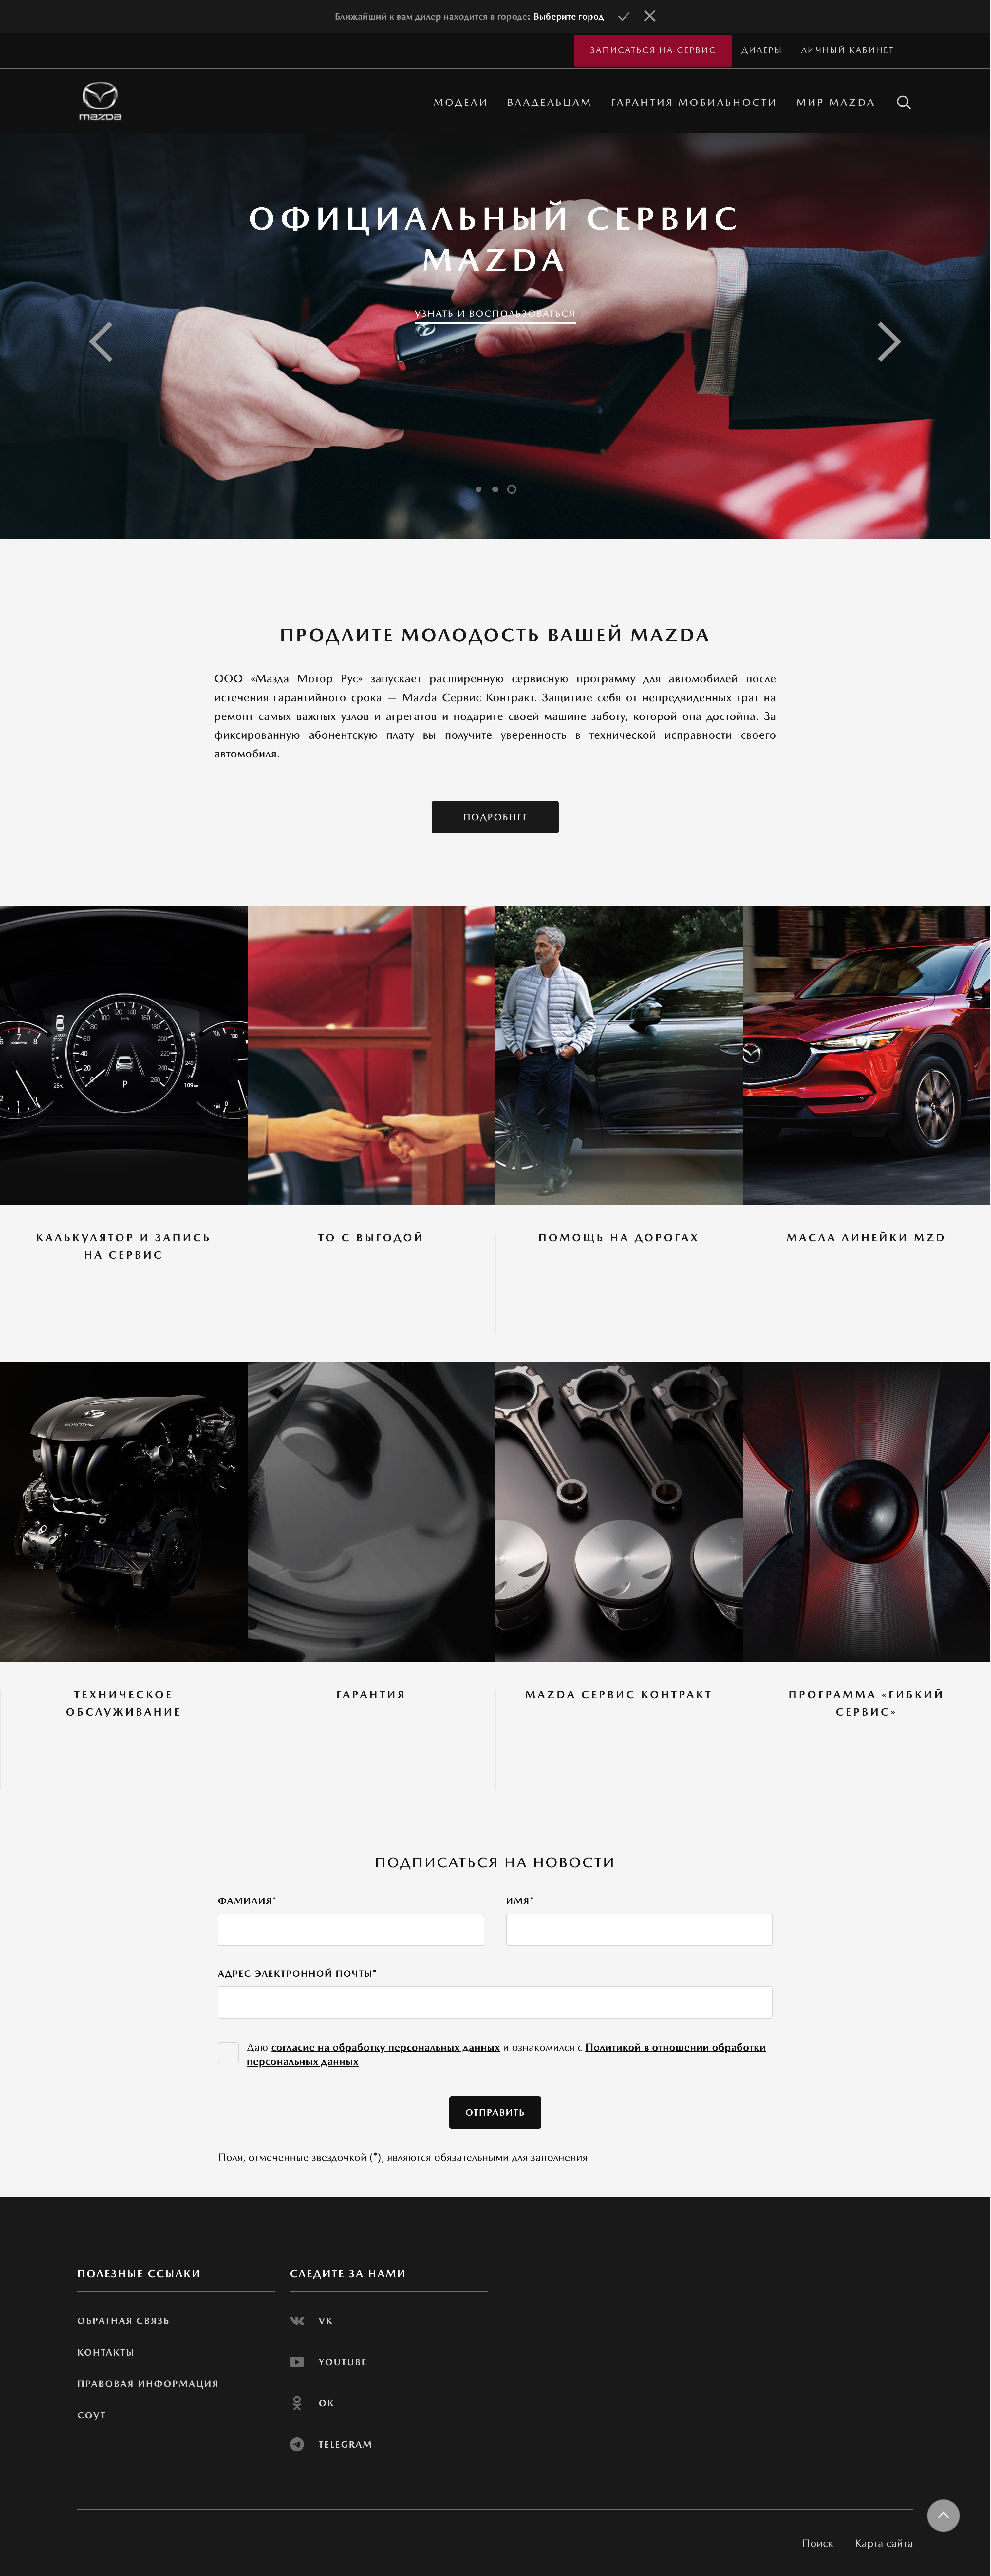 Ближайший к вам дилер находится в городе: Выберите город
ЗАПИСАТЬСЯ НА СЕРВИС ДИЛЕРЫ ЛИЧНЫЙ КАБИНЕТ
mazda
МОДЕЛИ ВЛАДЕЛЬЦАМ ГАРАНТИЯ МОБИЛЬНОСТИ МИР MAZDA
ОФИЦИАЛЬНЫЙ СЕРВИС
MAZDA
УЗНАТЬ И ВОСПОЛЬЗОВАТЬСЯ
ПРОДЛИТЕ МОЛОДОСТЬ ВАШЕЙ MAZDA
ООО «Мазда Мотор Рус» запускает расширенную сервисную программу для автомобилей после
истечения гарантийного срока — Mazda Сервис Контракт. Защитите себя от непредвиденных трат на
ремонт самых важных узлов и агрегатов и подарите своей машине заботу, которой она достойна. За
фиксированную абонентскую плату вы получите уверенность в технической исправности своего
автомобиля.
ПОДРОБНЕЕ
КАЛЬКУЛЯТОР И ЗАПИСЬ
НА СЕРВИС
ТО С ВЫГОДОЙ
ПОМОЩЬ НА ДОРОГАХ
МАСЛА ЛИНЕЙКИ MZD
ТЕХНИЧЕСКОЕ
ОБСЛУЖИВАНИЕ
ГАРАНТИЯ
MAZDA СЕРВИС КОНТРАКТ
ПРОГРАММА «ГИБКИЙ
СЕРВИС»
ПОДПИСАТЬСЯ НА НОВОСТИ
ФАМИЛИЯ* ИМЯ*
АДРЕС ЭЛЕКТРОННОЙ ПОЧТЫ*
Даю согласие на обработку персональных данных и ознакомился с Политикой в отношении обработки
персональных данных
ОТПРАВИТЬ
Поля, отмеченные звездочкой (*), являются обязательными для заполнения
ПОЛЕЗНЫЕ ССЫЛКИ
ОБРАТНАЯ СВЯЗЬ
КОНТАКТЫ
ПРАВОВАЯ ИНФОРМАЦИЯ
СОУТ
СЛЕДИТЕ ЗА НАМИ
VK
YOUTUBE
OK
TELEGRAM
Поиск Карта сайта